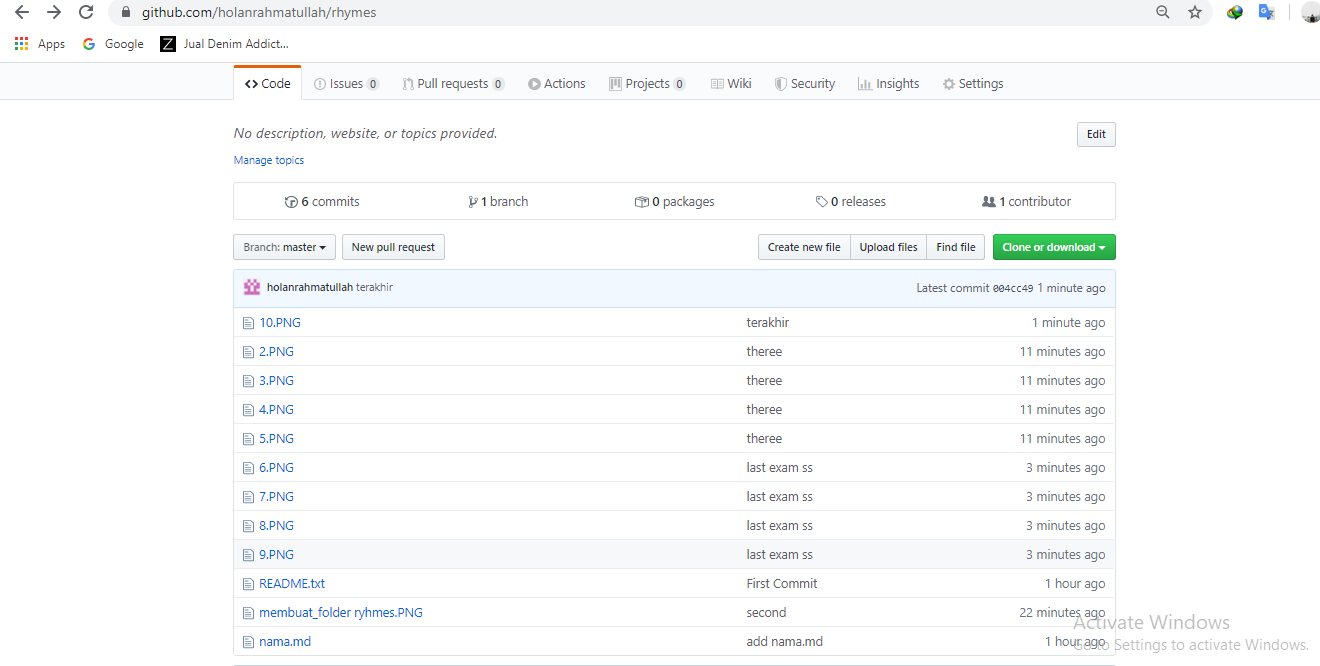 github.com/holanrahmatullah/rhymes
Apps Google Z Jual Denim Addict...
<> Code Issues 0 Pull requests 0 Actions Projects 0 Wiki Security Insights Settings
No description, website, or topics provided. Edit
Manage topics
6 commits 1 branch 0 packages 0 releases 1 contributor
Branch: master New pull request Create new file Upload files Find file Clone or download
holanrahmatullah terakhir Latest commit 004cc49 1 minute ago
10.PNG terakhir 1 minute ago
2.PNG theree 11 minutes ago
3.PNG theree 11 minutes ago
4.PNG theree 11 minutes ago
5.PNG theree 11 minutes ago
6.PNG last exam ss 3 minutes ago
7.PNG last exam ss 3 minutes ago
8.PNG last exam ss 3 minutes ago
9.PNG last exam ss 3 minutes ago
README.txt First Commit 1 hour ago
membuat_folder ryhmes.PNG second 22 minutes ago
Activate Windows
nama.md add nama.md 1 hour ago
Go to Settings to activate Windows.